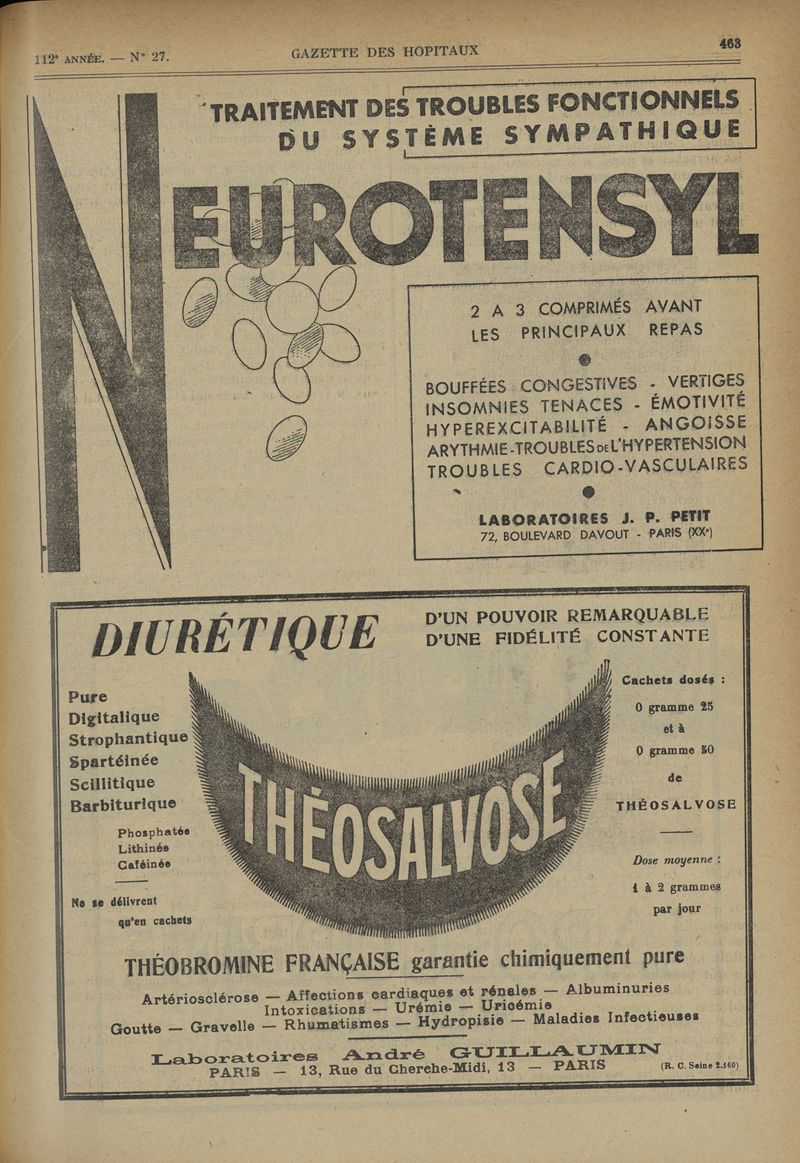 112e ANNÉE. — N° 27.
GAZETTE DES HOPITAUX
463
TRAITEMENT DES TROUBLES FONCTIONNELS
DU SYSTÈME SYMPATHIQUE
NEUROTENSYL
2 A 3 COMPRIMÉS AVANT
LES PRINCIPAUX REPAS
BOUFFÉES CONGESTIVES - VERTIGES
INSOMNIES TENACES - ÉMOTIVITÉ
HYPEREXCITABILITÉ - ANGOISSE
ARYTHMIE-TROUBLES DE L'HYPERTENSION
TROUBLES CARDIO-VASCULAIRES
LABORATOIRES J. P. PETIT
72, BOULEVARD DAVOUT - PARIS (XXe)
DIURÉTIQUE
D'UN POUVOIR REMARQUABLE
D'UNE FIDÉLITÉ CONSTANTE
Pure
Digitalique
Strophantique
Spartéinée
Scillitique
Barbiturique
Phosphatée
Lithinée
Caféinée
Ne se délivrent
qu'en cachets
THÉOSALVOSE
Cachets dosés :
0 gramme 25
et à
0 gramme 50
de
THÉOSALVOSE
Dose moyenne :
1 à 2 grammes
par jour
THÉOBROMINE FRANÇAISE garantie chimiquement pure
Artériosclérose — Affections cardiaques et rénales — Albuminuries
Intoxications — Urémie — Uricémie
Goutte — Gravelle — Rhumatismes — Hydropisie — Maladies Infectieuses
Laboratoires André GUILLAUMIN
PARIS — 13, Rue du Cherche-Midi, 13 — PARIS
(R. C. Seine 2.160)